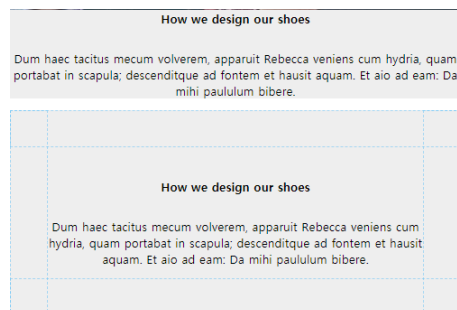 How we design our shoes
Dum haec tacitus mecum volverem, apparuit Rebecca veniens cum hydria, quam
portabat in scapula; descenditque ad fontem et hausit aquam. Et aio ad eam: Da
mihi paululum bibere.
How we design our shoes
Dum haec tacitus mecum volverem, apparuit Rebecca veniens cum
hydria, quam portabat in scapula; descenditque ad fontem et hausit
aquam. Et aio ad eam: Da mihi paululum bibere.